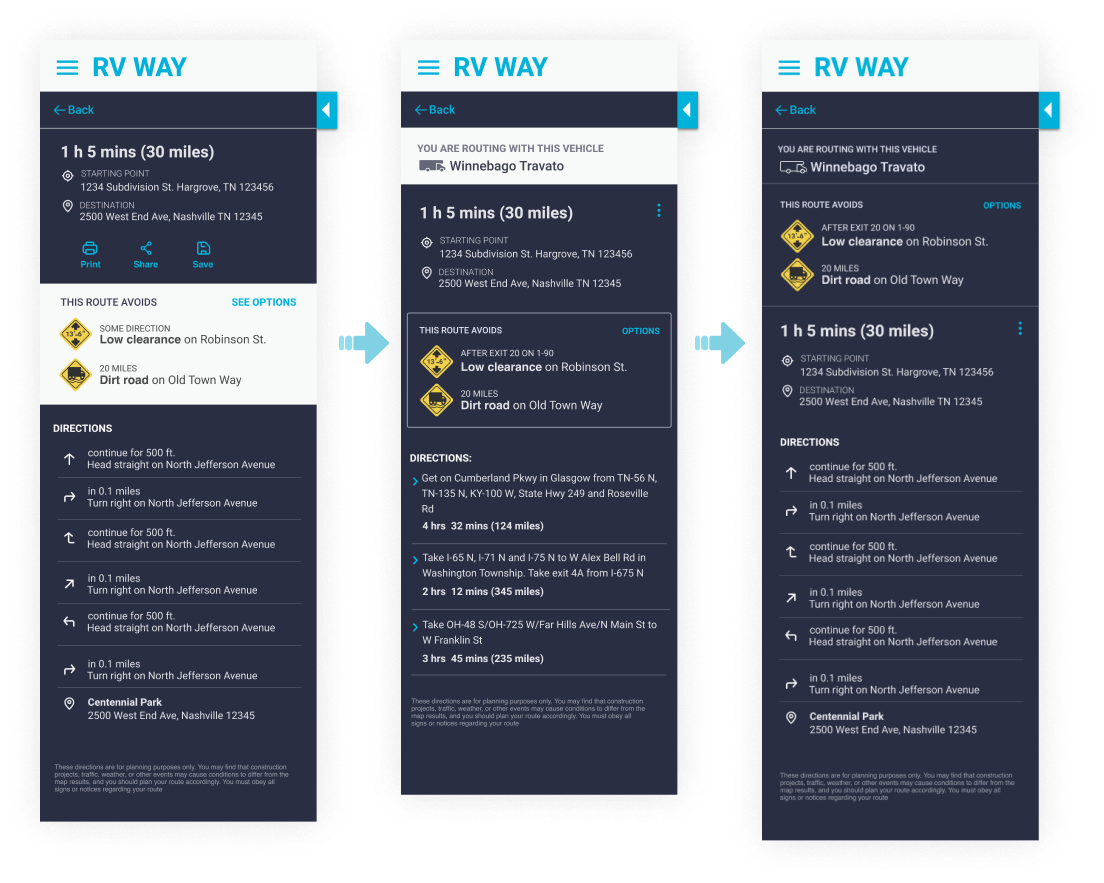 RV WAY
Back
1 h 5 mins (30 miles)
STARTING POINT
1234 Subdivision St. Hargrove, TN 123456
DESTINATION
2500 West End Ave, Nashville TN 12345
Print Share Save
THIS ROUTE AVOIDS SEE OPTIONS
13'-6"
SOME DIRECTION
Low clearance on Robinson St.
20 MILES
Dirt road on Old Town Way
DIRECTIONS
continue for 500 ft.
Head straight on North Jefferson Avenue
in 0.1 miles
Turn right on North Jefferson Avenue
continue for 500 ft.
Head straight on North Jefferson Avenue
in 0.1 miles
Turn right on North Jefferson Avenue
continue for 500 ft.
Head straight on North Jefferson Avenue
in 0.1 miles
Turn right on North Jefferson Avenue
Centennial Park
2500 West End Ave, Nashville 12345
These directions are for planning purposes only. You may find that construction
projects, traffic, weather, or other events may cause conditions to differ from the
map results, and you should plan your route accordingly. You must obey all
signs or notices regarding your route
RV WAY
Back
YOU ARE ROUTING WITH THIS VEHICLE
Winnebago Travato
1 h 5 mins (30 miles)
STARTING POINT
1234 Subdivision St. Hargrove, TN 123456
DESTINATION
2500 West End Ave, Nashville TN 12345
THIS ROUTE AVOIDS OPTIONS
13'-6"
AFTER EXIT 20 ON 1-90
Low clearance on Robinson St.
20 MILES
Dirt road on Old Town Way
DIRECTIONS:
Get on Cumberland Pkwy in Glasgow from TN-56 N,
TN-135 N, KY-100 W, State Hwy 249 and Roseville
Rd
4 hrs 32 mins (124 miles)
Take I-65 N, I-71 N and I-75 N to W Alex Bell Rd in
Washington Township. Take exit 4A from I-675 N
2 hrs 12 mins (345 miles)
Take OH-48 S/OH-725 W/Far Hills Ave/N Main St to
W Franklin St
3 hrs 45 mins (235 miles)
These directions are for planning purposes only. You may find that construction
projects, traffic, weather, or other events may cause conditions to differ from the
map results, and you should plan your route accordingly. You must obey all
signs or notices regarding your route
RV WAY
Back
YOU ARE ROUTING WITH THIS VEHICLE
Winnebago Travato
THIS ROUTE AVOIDS OPTIONS
13'-6"
AFTER EXIT 20 ON 1-90
Low clearance on Robinson St.
20 MILES
Dirt road on Old Town Way
1 h 5 mins (30 miles)
STARTING POINT
1234 Subdivision St. Hargrove, TN 123456
DESTINATION
2500 West End Ave, Nashville TN 12345
DIRECTIONS
continue for 500 ft.
Head straight on North Jefferson Avenue
in 0.1 miles
Turn right on North Jefferson Avenue
continue for 500 ft.
Head straight on North Jefferson Avenue
in 0.1 miles
Turn right on North Jefferson Avenue
continue for 500 ft.
Head straight on North Jefferson Avenue
in 0.1 miles
Turn right on North Jefferson Avenue
Centennial Park
2500 West End Ave, Nashville 12345
These directions are for planning purposes only. You may find that construction
projects, traffic, weather, or other events may cause conditions to differ from the
map results, and you should plan your route accordingly. You must obey all
signs or notices regarding your route